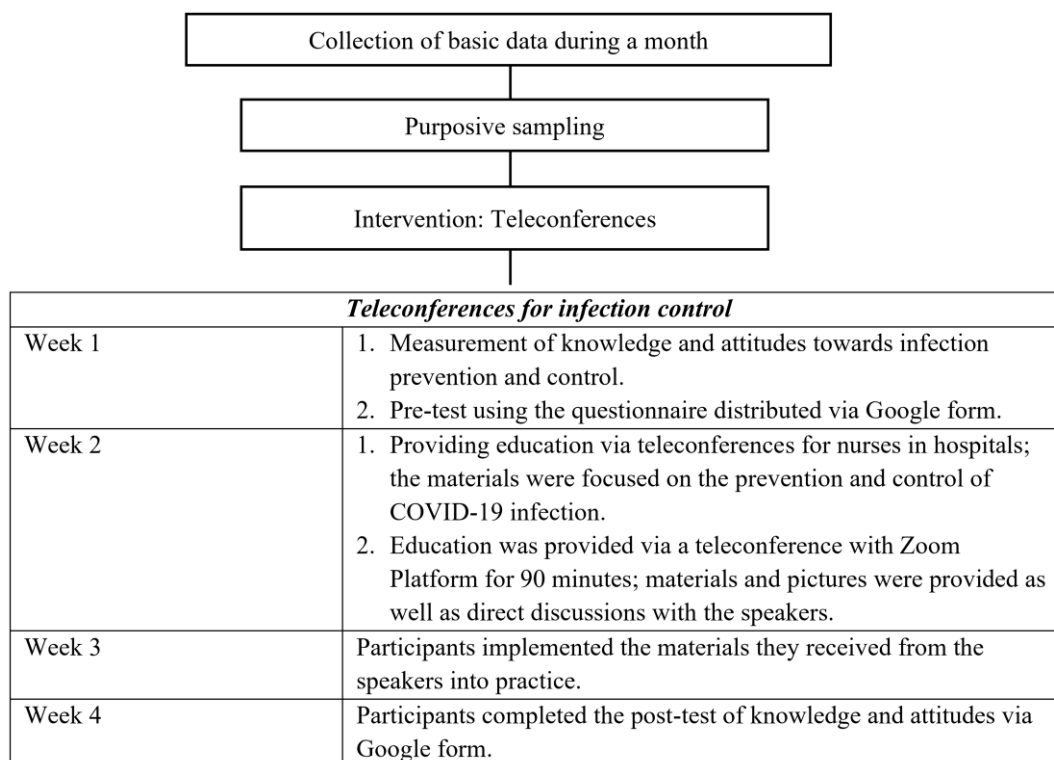 Collection of basic data during a month
Purposive sampling
Intervention: Teleconferences
Teleconferences for infection control
Week 1
1. Measurement of knowledge and attitudes towards infection
prevention and control.
2. Pre-test using the questionnaire distributed via Google form.
Week 2
1. Providing education via teleconferences for nurses in hospitals;
the materials were focused on the prevention and control of
COVID-19 infection.
2. Education was provided via a teleconference with Zoom
Platform for 90 minutes; materials and pictures were provided as
well as direct discussions with the speakers.
Week 3
Participants implemented the materials they received from the
speakers into practice.
Week 4
Participants completed the post-test of knowledge and attitudes via
Google form.